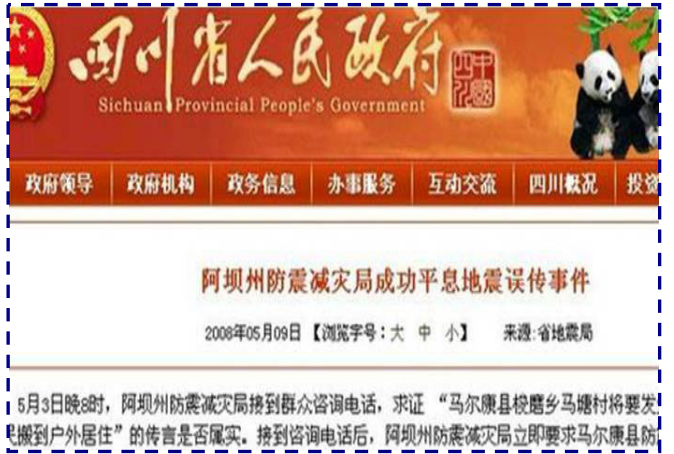 四川省人民政府
中国四川
Sichuan Provincial People's Government
政府领导 政府机构 政务信息 办事服务 互动交流 四川概况 投资
阿坝州防震减灾局成功平息地震误传事件
2008年05月09日 【浏览字号:大 中 小】 来源:省地震局
5月3日晚8时,阿坝州防震减灾局接到群众咨询电话,求证 “马尔康县梭磨乡马塘村将要发
民搬到户外居住”的传言是否属实。接到咨询电话后,阿坝州防震减灾局立即要求马尔康县防